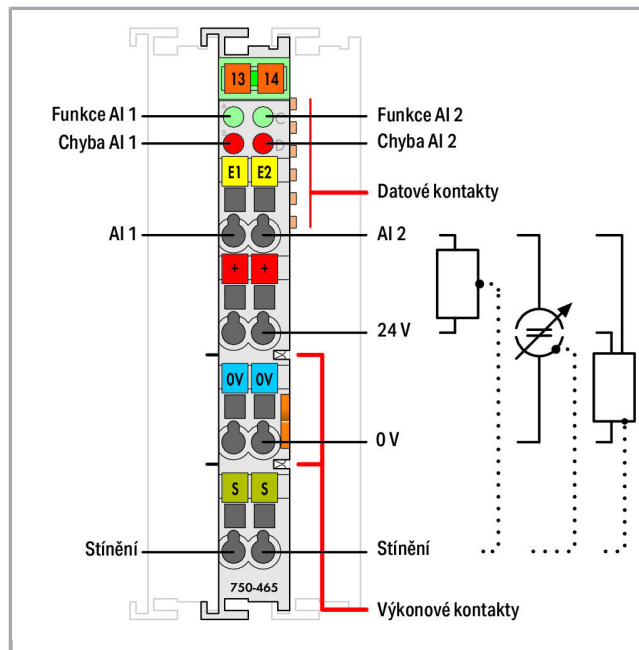 13 14
Funkce AI 1
A
C
Funkce AI 2
Chyba AI 1
B
D
Chyba AI 2
E1 E2
Datové kontakty
AI 1
AI 2
+ +
24 V
0V 0V
0 V
S S
Stínění
Stínění
750-465
Výkonové kontakty